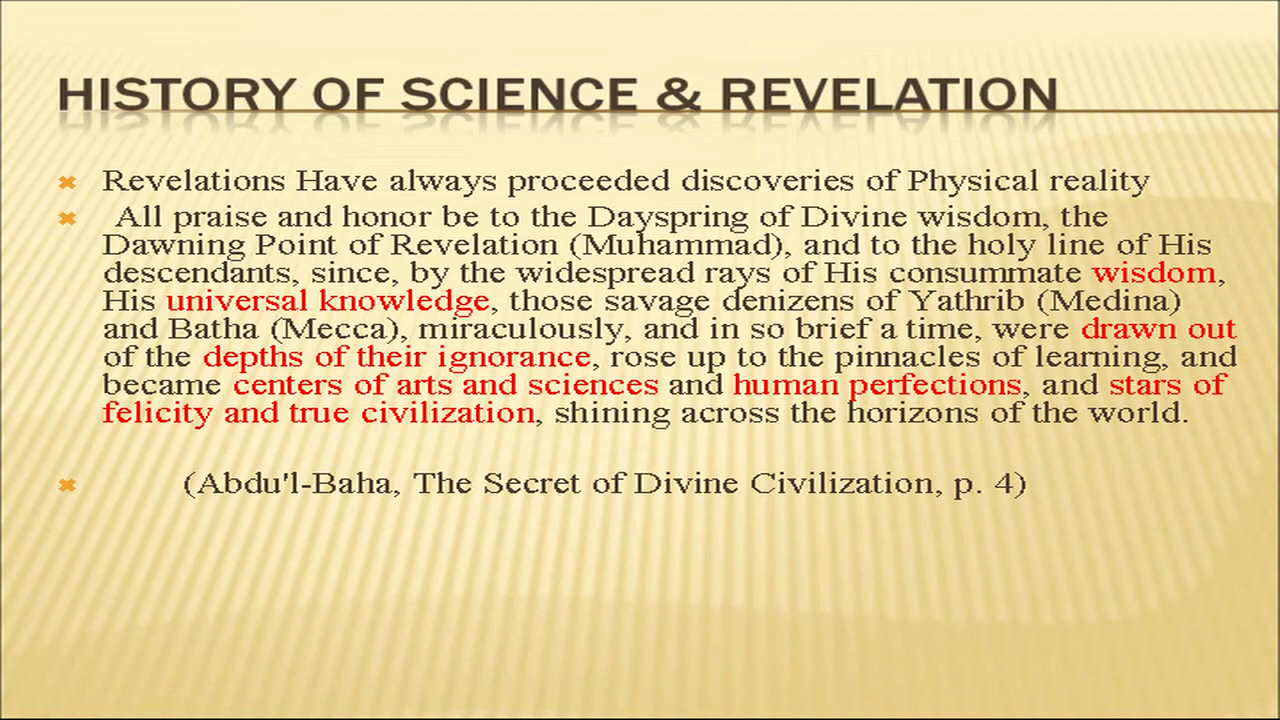 HISTORY OF SCIENCE & REVELATION
Revelations Have always proceeded discoveries of Physical reality
All praise and honor be to the Dayspring of Divine wisdom, the
Dawning Point of Revelation (Muhammad), and to the holy line of His
descendants, since, by the widespread rays of His consummate wisdom,
His universal knowledge, those savage denizens of Yathrib (Medina)
and Batha (Mecca), miraculously, and in so brief a time, were drawn out
of the depths of their ignorance, rose up to the pinnacles of learning, and
became centers of arts and sciences and human perfections, and stars of
felicity and true civilization, shining across the horizons of the world.
(Abdu'l-Baha, The Secret of Divine Civilization, p. 4)